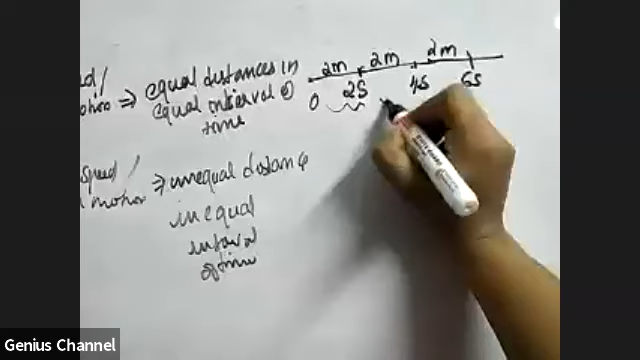 2m 2m 2m
0 2S 4S 6S
equal distances in
equal interval of
time
speed/
motion => unequal distance
in equal
interval
of time
Genius Channel